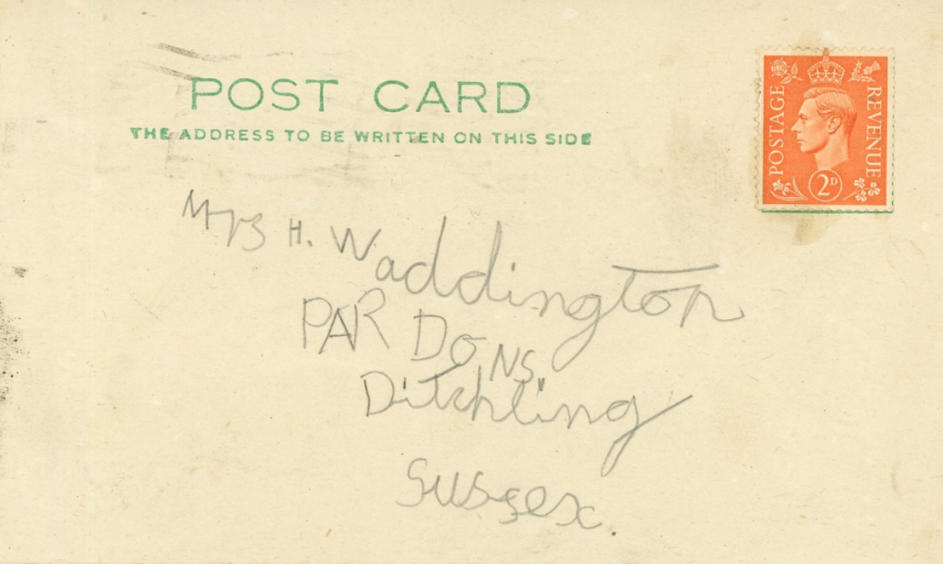 POST CARD
THE ADDRESS TO BE WRITTEN ON THIS SIDE
POSTAGE REVENUE
2D
Mrs H. Waddington
PARDONS.
Ditchling
Sussex.